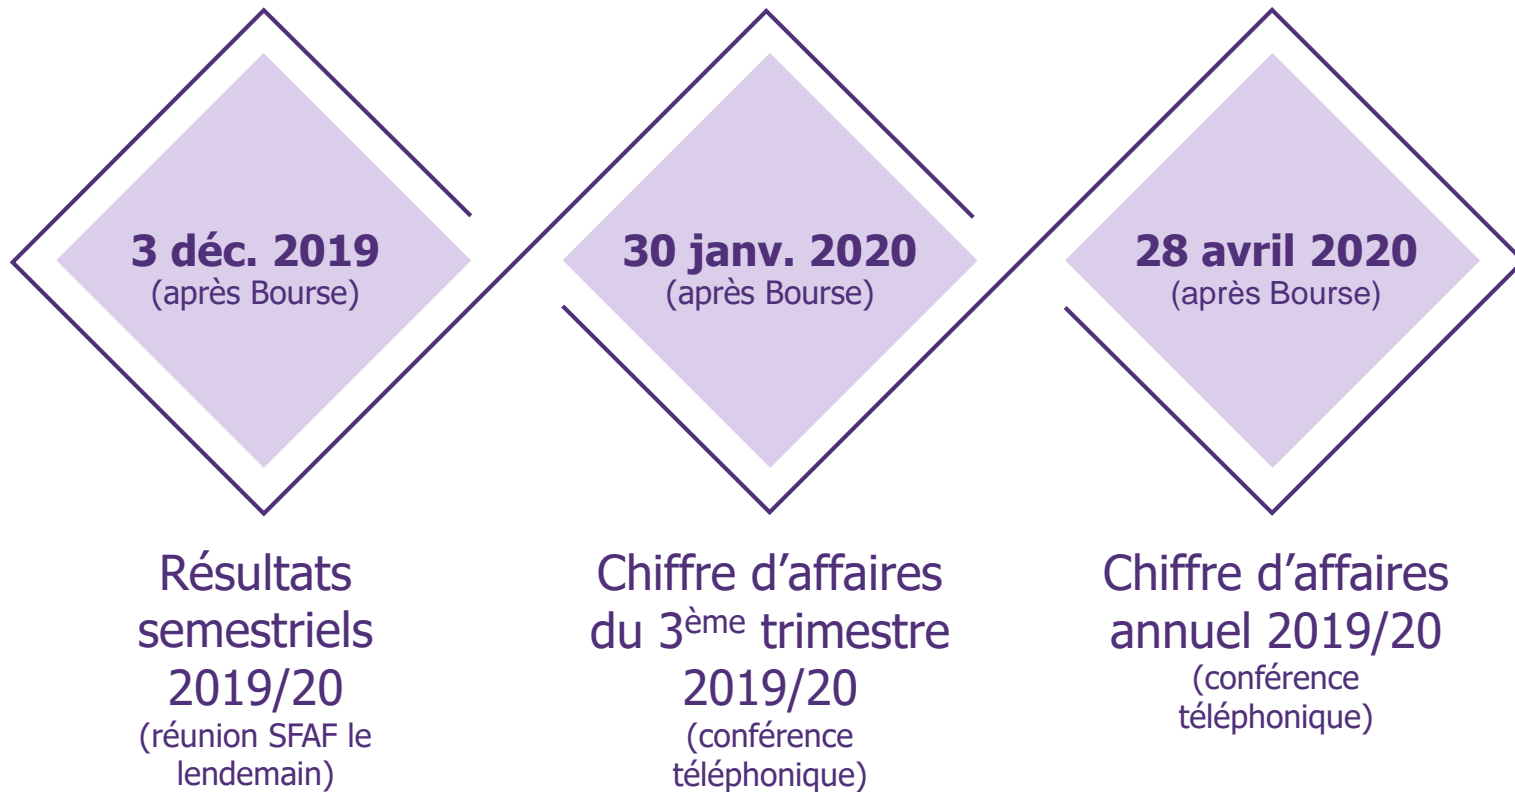 3 déc. 2019
(après Bourse)
Résultats
semestriels
2019/20
(réunion SFAF le
lendemain)
30 janv. 2020
(après Bourse)
Chiffre d’affaires
du 3ème trimestre
2019/20
(conférence
téléphonique)
28 avril 2020
(après Bourse)
Chiffre d’affaires
annuel 2019/20
(conférence
téléphonique)